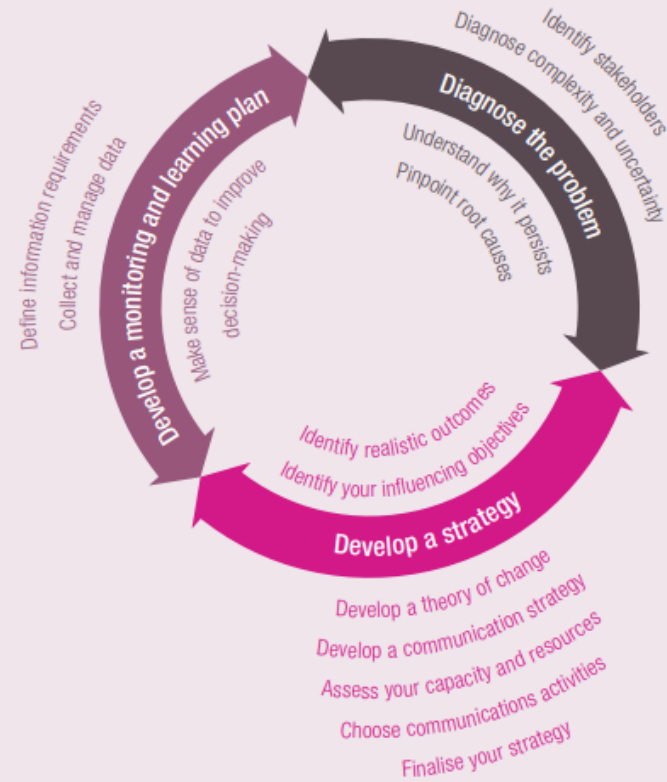 Diagnose the problem
Identify stakeholders
Diagnose complexity and uncertainty
Understand why it persists
Pinpoint root causes
Develop a strategy
Identify realistic outcomes
Identify your influencing objectives
Develop a theory of change
Develop a communication strategy
Assess your capacity and resources
Choose communications activities
Finalise your strategy
Develop a monitoring and learning plan
Define information requirements
Collect and manage data
Make sense of data to improve
decision-making